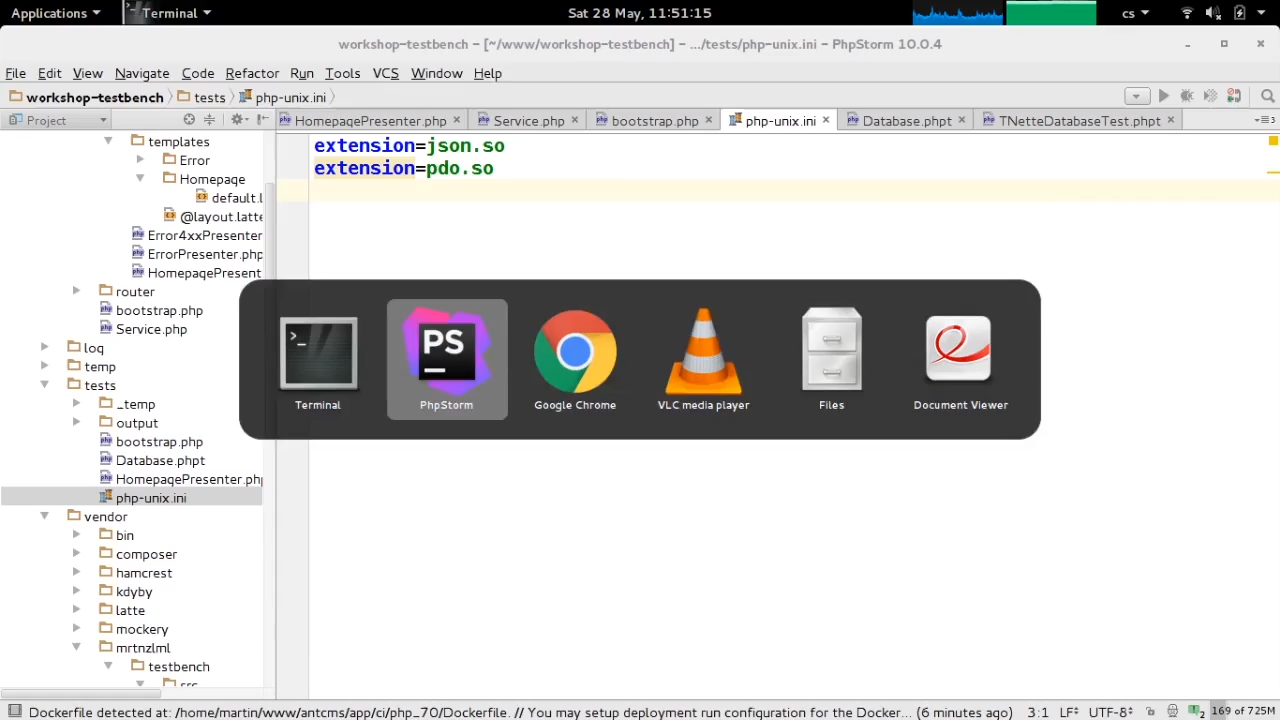 Applications Terminal Sat 28 May, 11:51:15 cs
workshop-testbench - [~/www/workshop-testbench] - .../tests/php-unix.ini - PhpStorm 10.0.4
File Edit View Navigate Code Refactor Run Tools VCS Window Help
workshop-testbench tests php-unix.ini
Project HomepagePresenter.php Service.php bootstrap.php php-unix.ini Database.phpt TNetteDatabaseTest.phpt
extension=json.so
extension=pdo.so
templates
Error
Homepage
default.l
@layout.latte
Error4xxPresenter
ErrorPresenter.php
HomepagePresent
router
bootstrap.php
Service.php
log
temp
tests
_temp
output
bootstrap.php
Database.phpt
HomepagePresenter.php
php-unix.ini
vendor
bin
composer
hamcrest
kdyby
latte
mockery
mrtnzlml
testbench
src
>_ PS
Terminal PhpStorm Google Chrome VLC media player Files Document Viewer
Dockerfile detected at: /home/martin/www/antcms/app/ci/php_70/Dockerfile. // You may setup deployment run configuration for the Docker... (6 minutes ago) 3:1 LF UTF-8 169 of 725M